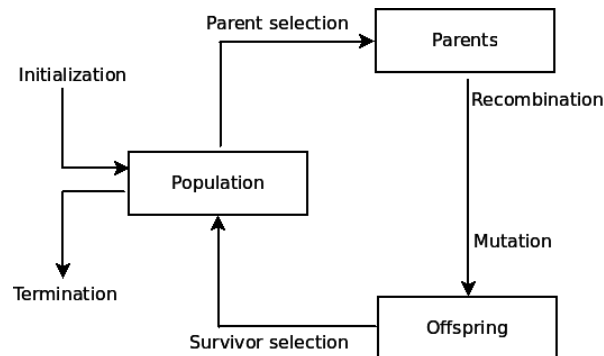 Parent selection
Parents
Initialization
Recombination
Population
Mutation
Termination
Offspring
Survivor selection